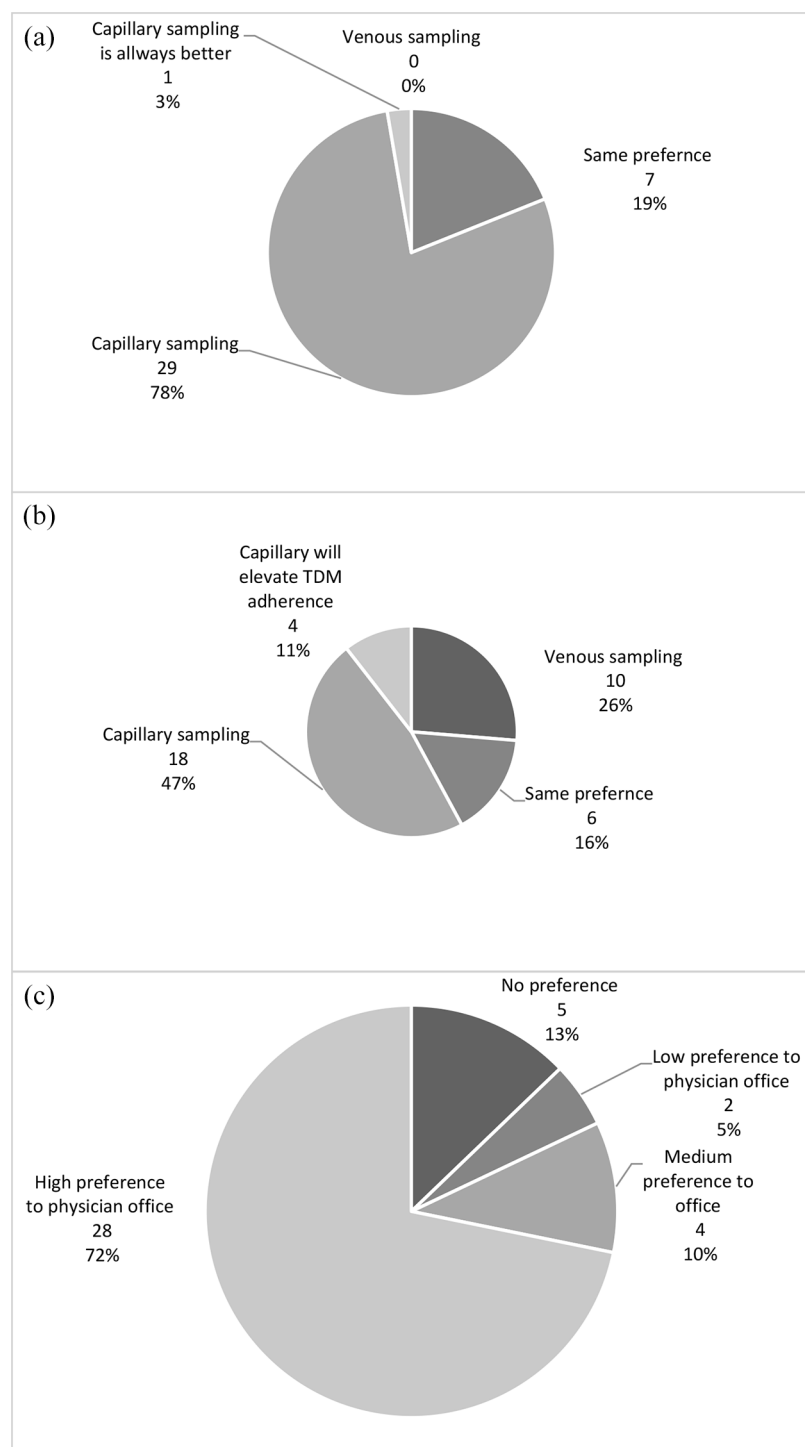 (a)
Capillary sampling
is allways better
1
3%
Venous sampling
0
0%
Same prefernce
7
19%
Capillary sampling
29
78%
(b)
Capillary will
elevate TDM
adherence
4
11%
Venous sampling
10
26%
Capillary sampling
18
47%
Same prefernce
6
16%
(c)
No preference
5
13%
Low preference to
physician office
2
5%
Medium
preference to
office
4
10%
High preference
to physician office
28
72%